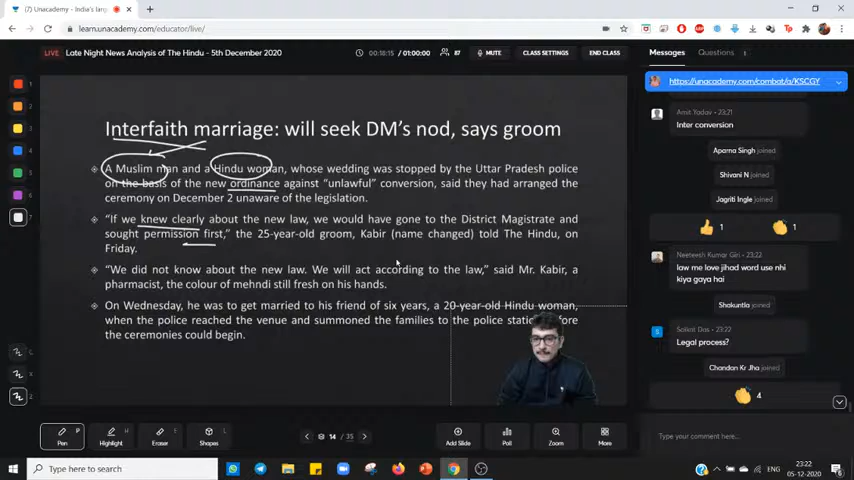 (7) Unacademy - India's larg
learn.unacademy.com/educator/live/
LIVE Late Night News Analysis of The Hindu - 5th December 2020
00:18:15 / 01:00:00
87
MUTE
CLASS SETTINGS
END CLASS
Messages
Questions 1
1
2
3
4
5
6
7
Interfaith marriage: will seek DM's nod, says groom
A Muslim man and a Hindu woman, whose wedding was stopped by the Uttar Pradesh police
on the basis of the new ordinance against "unlawful" conversion, said they had arranged the
ceremony on December 2 unaware of the legislation.
"If we knew clearly about the new law, we would have gone to the District Magistrate and
sought permission first," the 25-year-old groom, Kabir (name changed) told The Hindu, on
Friday.
"We did not know about the new law. We will act according to the law," said Mr. Kabir, a
pharmacist, the colour of mehndi still fresh on his hands.
On Wednesday, he was to get married to his friend of six years, a 20-year-old Hindu woman,
when the police reached the venue and summoned the families to the police station before
the ceremonies could begin.
https://unacademy.com/combat/a/KSCGY
Amit Yadav 23:21
Inter conversion
Aparna Singh joined
Shivani N joined
Jagriti Ingle joined
1
1
Neeteesh Kumar Giri 23:22
law me love jihad word use nhi
kiya gaya hai
Shakuntla joined
S
Saikat Das 23:22
Legal process?
Chandan Kr Jha joined
4
Type your comment here...
Z
Pen P
Highlight
Eraser
Shapes
14 / 35
Add Slide
Poll
Zoom
More
Type here to search
ENG
23:22
05-12-2020